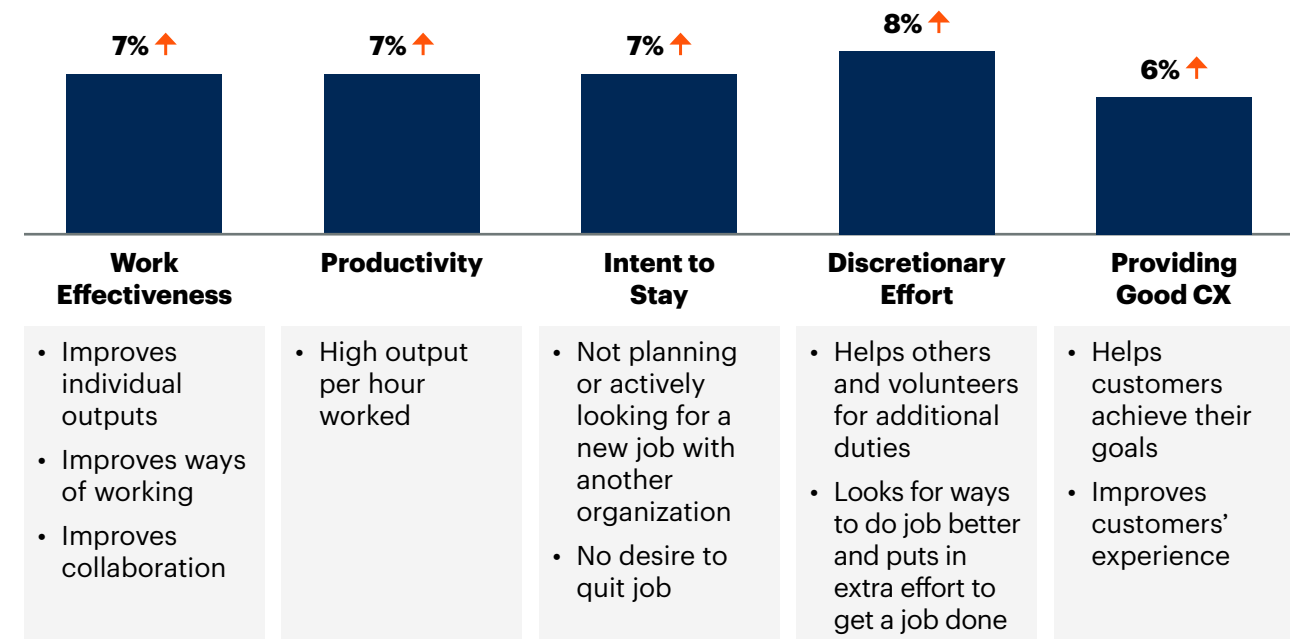 7% ↑
7% ↑
7% ↑
8% ↑
6% ↑
Work
Effectiveness
Productivity
Intent to
Stay
Discretionary
Effort
Providing
Good CX
• Improves
individual
outputs
• Improves ways
of working
• Improves
collaboration
• High output
per hour
worked
• Not planning
or actively
looking for a
new job with
another
organization
• No desire to
quit job
• Helps others
and volunteers
for additional
duties
• Looks for ways
to do job better
and puts in
extra effort to
get a job done
• Helps
customers
achieve their
goals
• Improves
customers’
experience